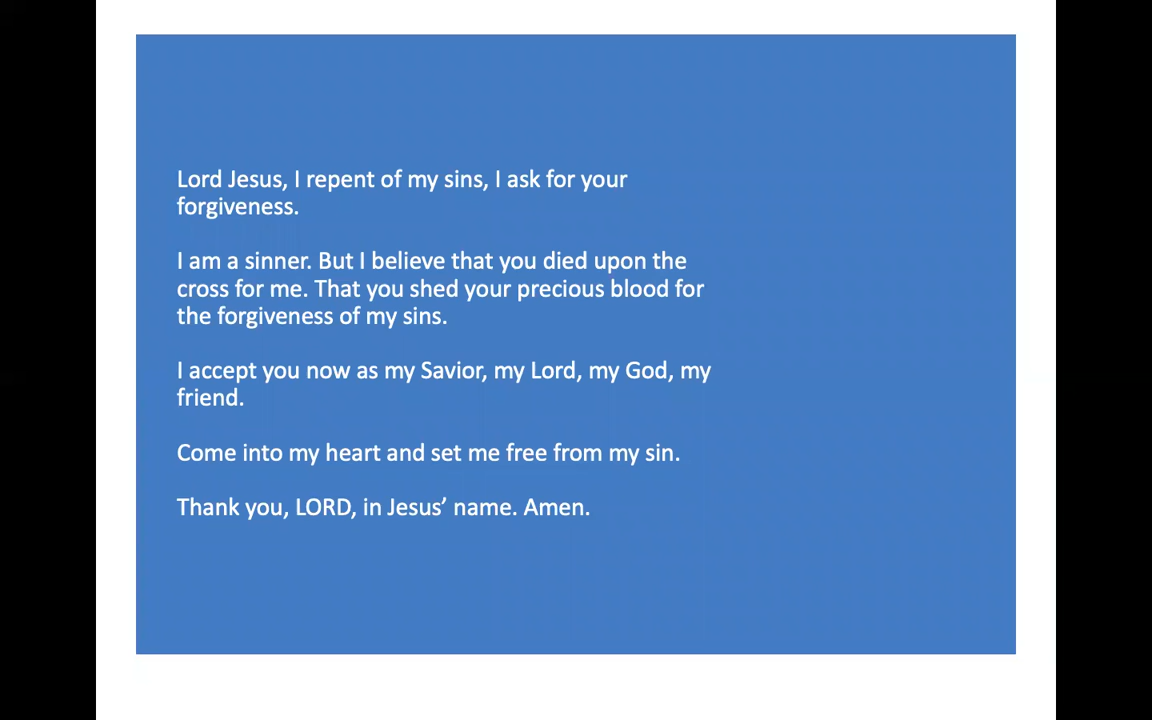 Lord Jesus, I repent of my sins, I ask for your
forgiveness.
I am a sinner. But I believe that you died upon the
cross for me. That you shed your precious blood for
the forgiveness of my sins.
I accept you now as my Savior, my Lord, my God, my
friend.
Come into my heart and set me free from my sin.
Thank you, LORD, in Jesus’ name. Amen.